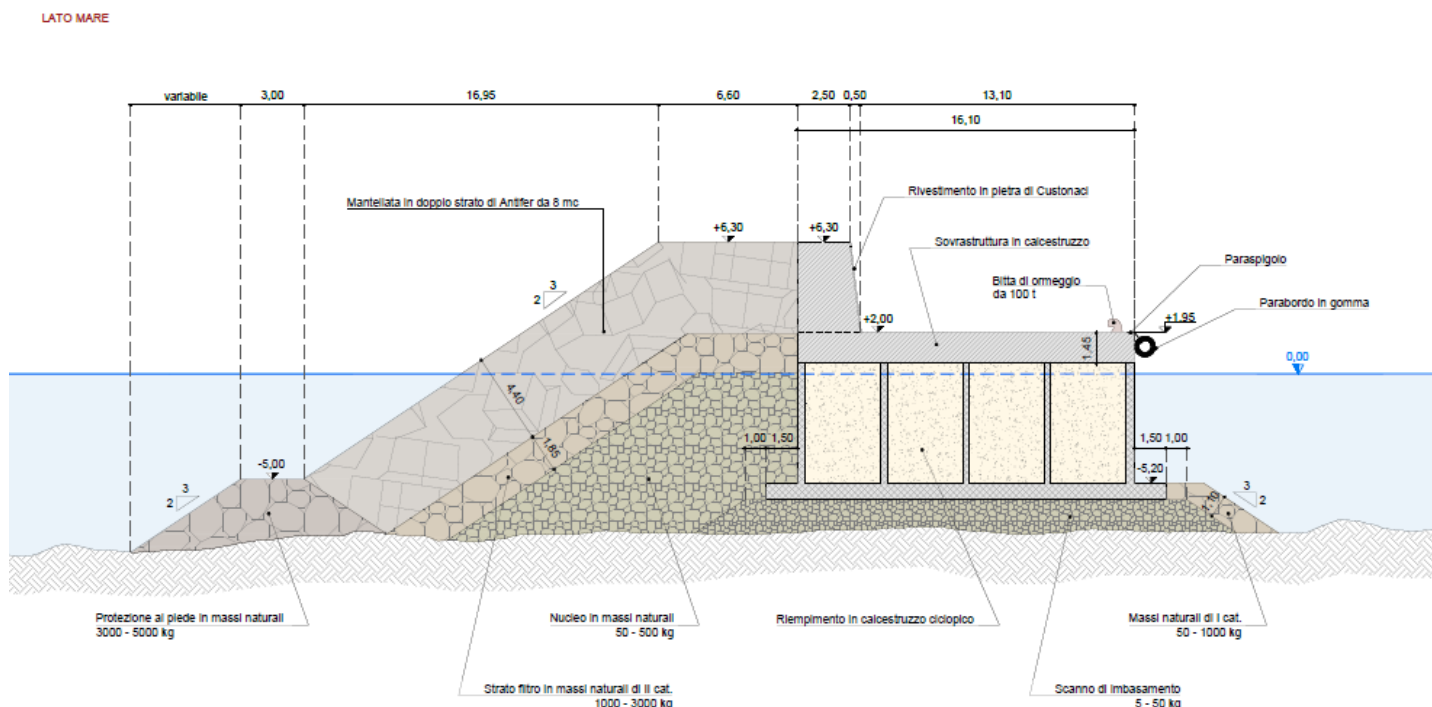 LATO MARE
variabile 3,00 16,95 6,60 2,50 0,50 13,10
16,10
Rivestimento in pietra di Custonaci
Mantellata in doppio strato di Antifer da 8 mc
+6,30 +6,30
Sovrastruttura in calcestruzzo
Paraspigolo
Bitta di ormeggio
da 100 t
Parabordo in gomma
3
2
+2,00
+1,95
1,45
0,00
4,40
1,85
1,00 1,50
1,50 1,00
-5,00
-5,20
3
2
3
2
1,10
Protezione al piede in massi naturali
3000 - 5000 kg
Nucleo in massi naturali
50 - 500 kg
Riempimento in calcestruzzo ciclopico
Massi naturali di I cat.
50 - 1000 kg
Strato filtro in massi naturali di II cat.
1000 - 3000 kg
Scanno di imbasamento
5 - 50 kg